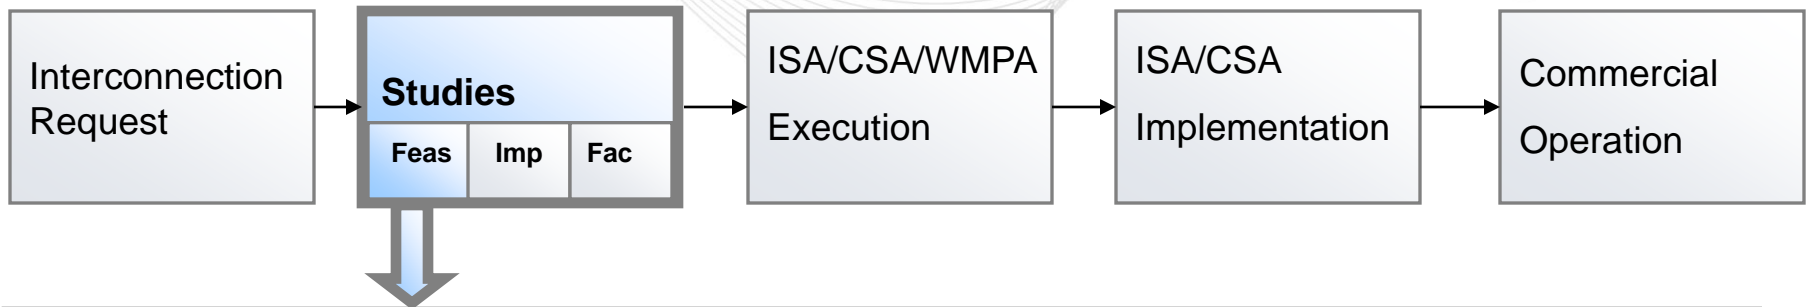 Interconnection
Request
Studies
Feas Imp Fac
ISA/CSA/WMPA
Execution
ISA/CSA
Implementation
Commercial
Operation